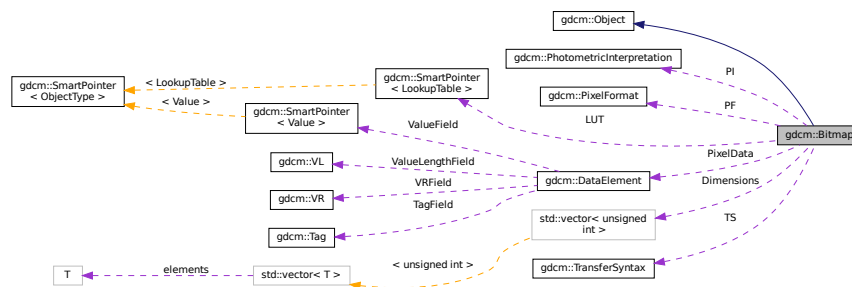 gdcm::Object
gdcm::PhotometricInterpretation
gdcm::SmartPointer
< LookupTable >
gdcm::SmartPointer
< ObjectType >
< LookupTable >
< Value >
gdcm::SmartPointer
< Value >
gdcm::PixelFormat
PI
PF
LUT
gdcm::Bitmap
ValueField
PixelData
gdcm::VL
ValueLengthField
gdcm::DataElement
Dimensions
gdcm::VR
VRField
TagField
gdcm::Tag
std::vector< unsigned
int >
TS
gdcm::TransferSyntax
< unsigned int >
T
elements
std::vector< T >